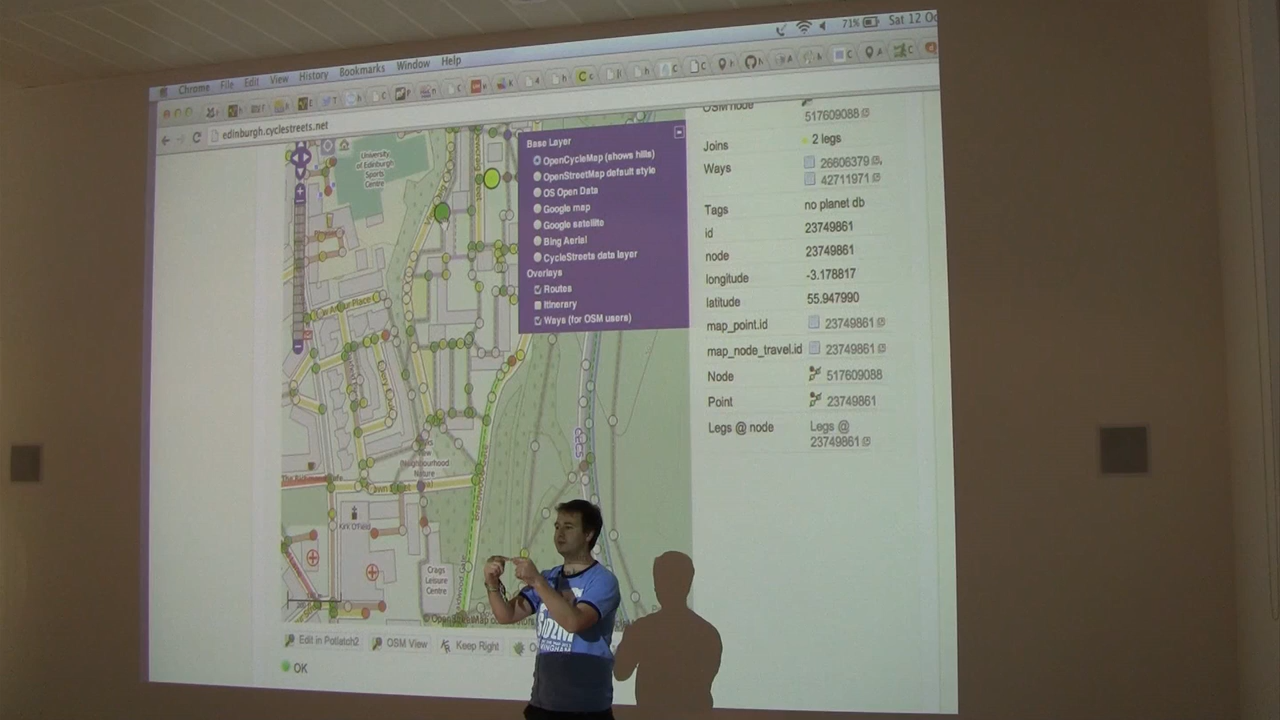 71% Sat 12 Oc
Chrome File Edit View History Bookmarks Window Help
edinburgh.cyclestreets.net
University
of Edinburgh
Sports
Centre
Base Layer
OpenCycleMap (shows hills)
OpenStreetMap default style
OS Open Data
Google map
Google satellite
Bing Aerial
CycleStreets data layer
Overlays
Routes
Itinerary
Ways (for OSM users)
OSM node
517609088
Joins 2 legs
Ways 26606379,
42711971
Tags no planet db
id 23749861
node 23749861
longitude -3.178817
latitude 55.947990
map_point.id 23749861
map_node_travel.id 23749861
Node 517609088
Point 23749861
Legs @ node Legs @
23749861
Neighbourhood
Nature
Kirk O'Field
Crags
Leisure
Centre
© OpenStreetMap
Edit in Potlatch2 OSM View Keep Right
OK